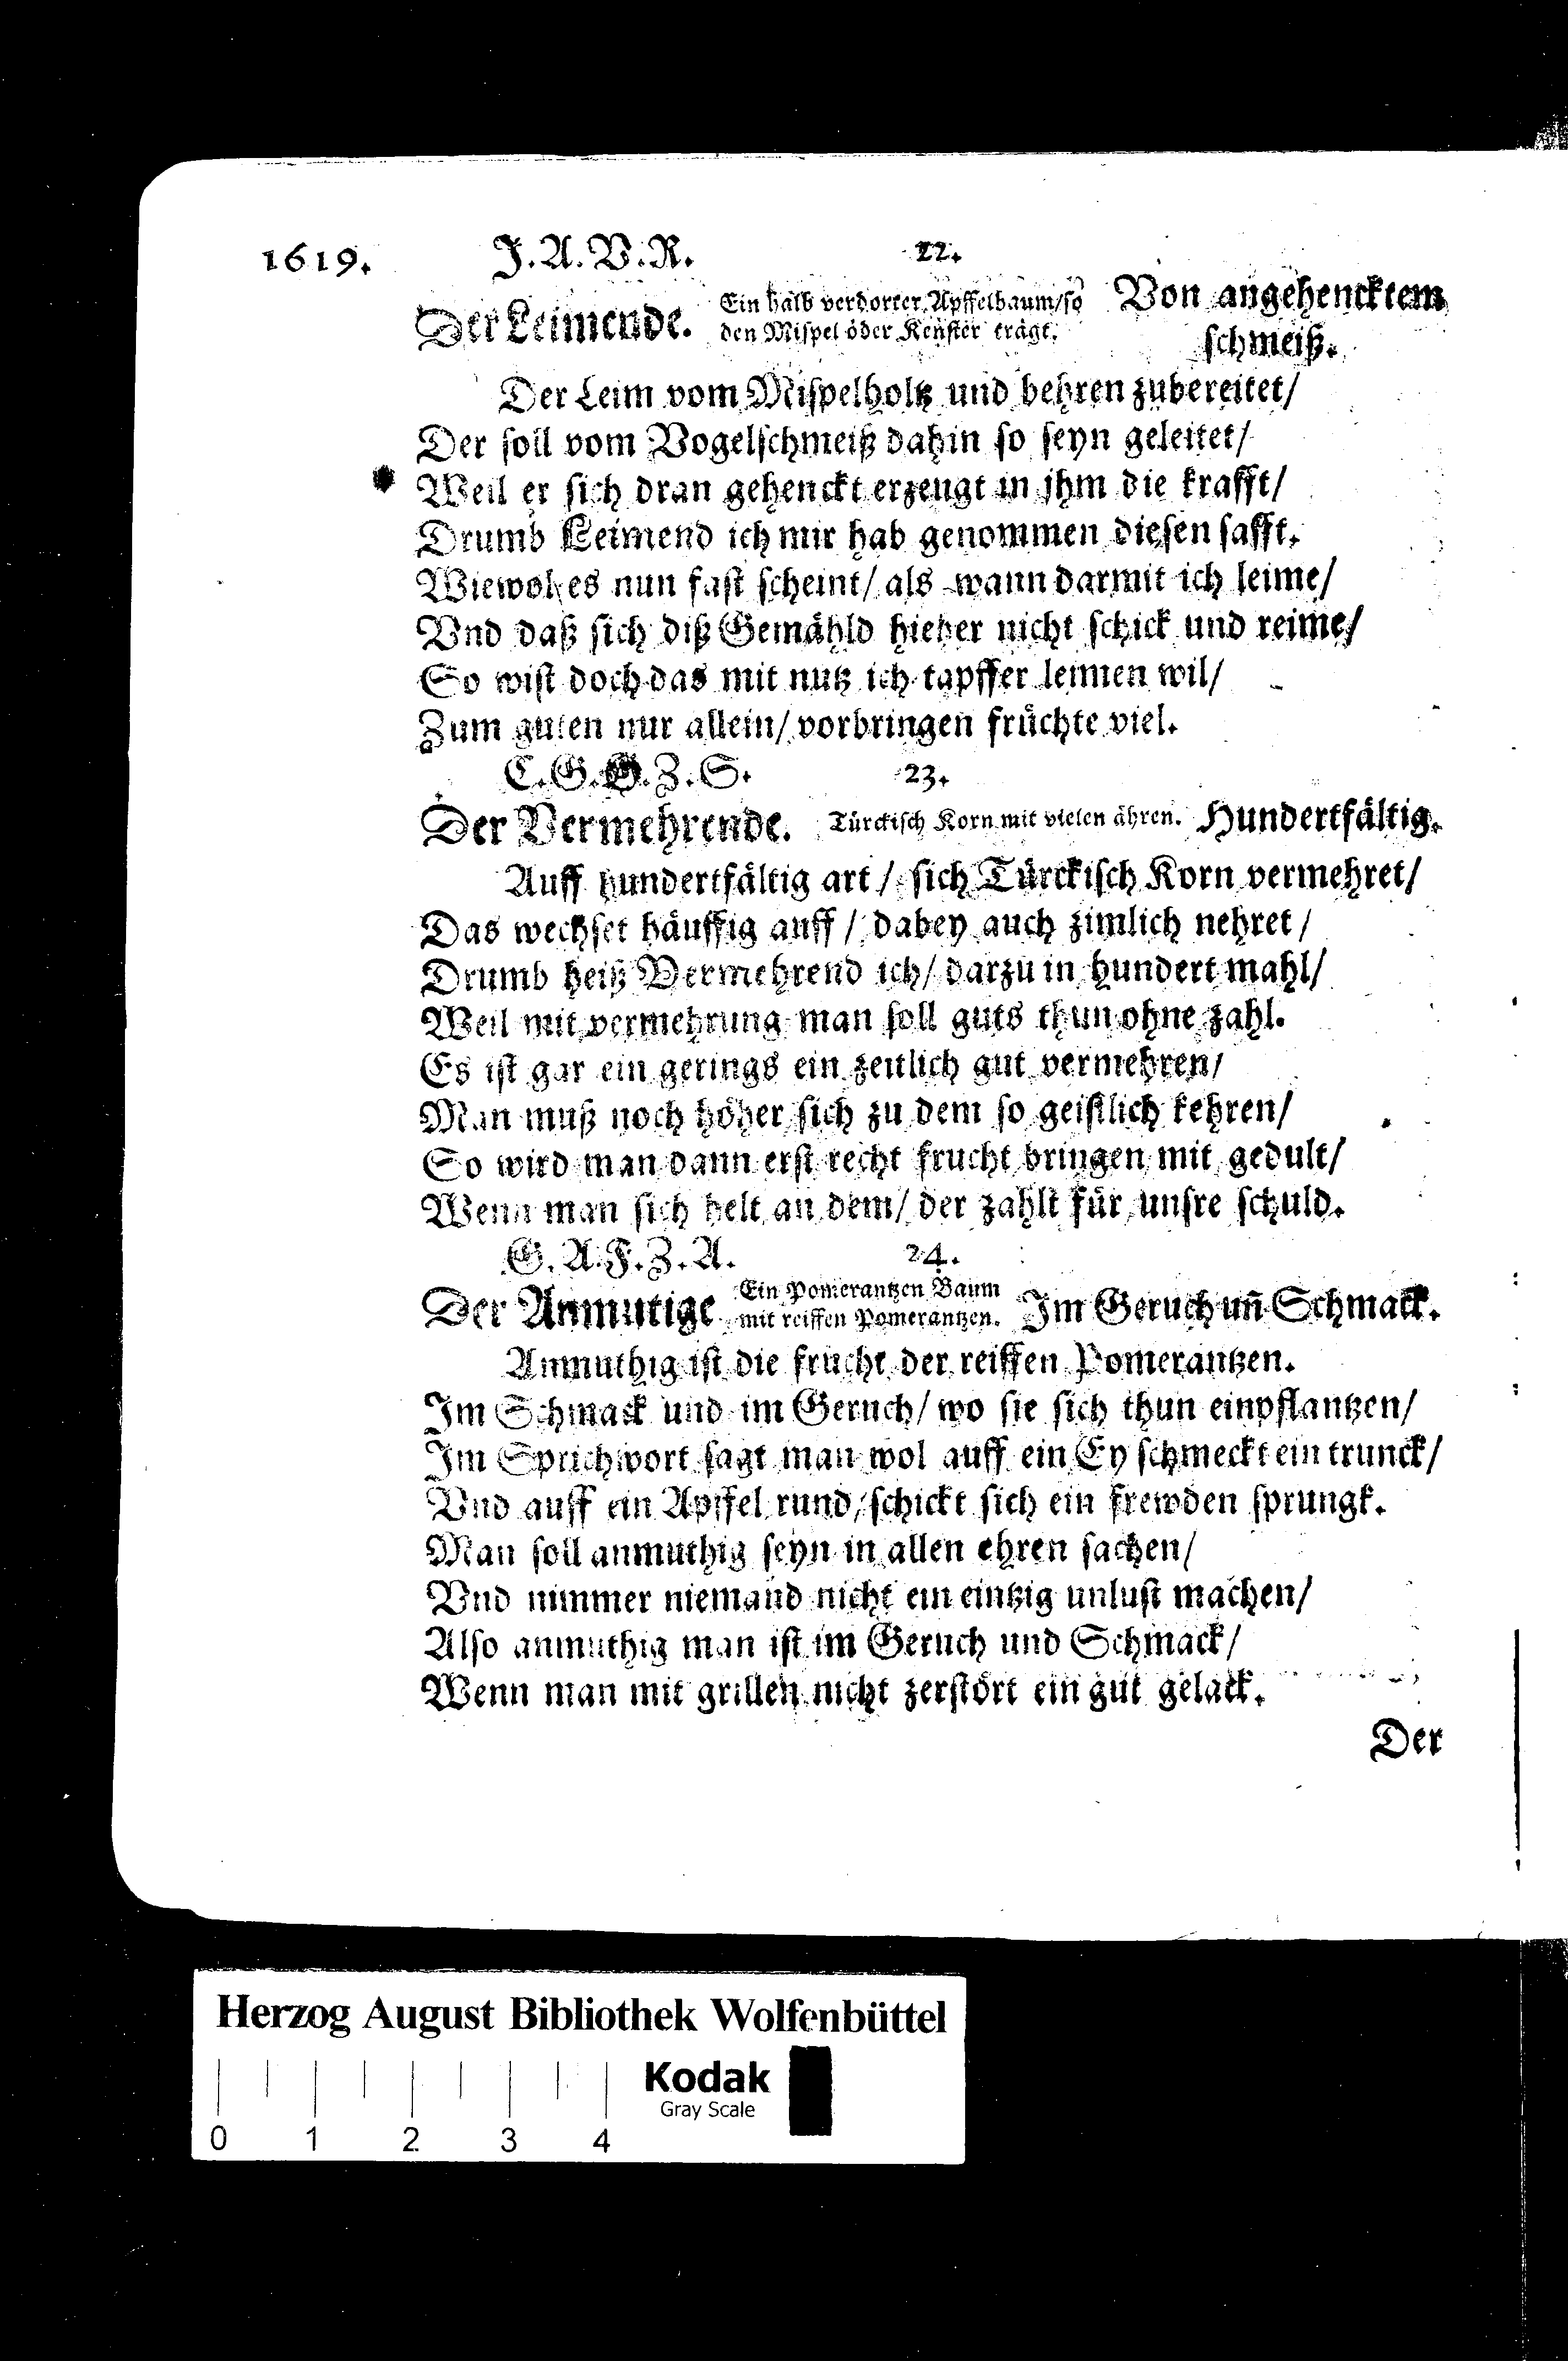 1619. J. A. V. R. 22.
Der Leimende. Ein halb verdorter Apffelbaum/so den Mispel oder Kenster trägt. Von angehencktem
schmeiß.
Der Leim vom Mispelholtz und behren zubereitet/
Der soll vom Vogelschmeiß dahin so seyn geleitet/
Weil er sich dran gehenckt erzeugt in jhm die krafft/
Drumb Leimend ich mir hab genommen diesen safft.
Wiewol es nun fast scheint/ als wann darmit ich leime/
Vnd daß sich diß Gemähld hieher nicht schick und reime/
So wist doch das mit nutz ich tapffer leimen wil/
Zum guten nur allein/ vorbringen früchte viel.
C. G. G. Z. S. 23.
Der Vermehrende. Türckisch Korn mit vielen ähren. Hundertfältig.
Auff hundertfältig art/ sich Türckisch Korn vermehret/
Das wechset häuffig auff/ dabey auch zimlich nehret/
Drumb heiß Vermehrend ich/ darzu in hundert mahl/
Weil mit vermehrung man soll guts thun ohne zahl.
Es ist gar ein gerings ein zeitlich gut vermehren/
Man muß noch höher sich zu dem so geistlich kehren/
So wird man dann erst recht frucht bringen mit gedult/
Wenn man sich helt an dem/ der zahlt für unsre schuld.
G. A. F. Z. A. 24.
Der Anmutige Ein Pomerantzen Baum mit reiffen Pomerantzen. Im Geruch uñ Schmack.
Anmuthig ist die frucht der reiffen Pomerantzen.
Im Schmack und im Geruch/ wo sie sich thun einpflantzen/
Im Sprichwort sagt man wol auff ein Ey schmeckt ein trunck/
Vnd auff ein Apffel rund/ schickt sich ein frewden sprungk.
Man soll anmuthig seyn in allen ehren sachen/
Vnd nimmer niemand nicht ein eintzig unlust machen/
Also anmuthig man ist im Geruch und Schmack/
Wenn man mit grillen nicht zerstört ein gut gelack.
Der
Herzog August Bibliothek Wolfenbüttel
Kodak
Gray Scale
0 1 2 3 4